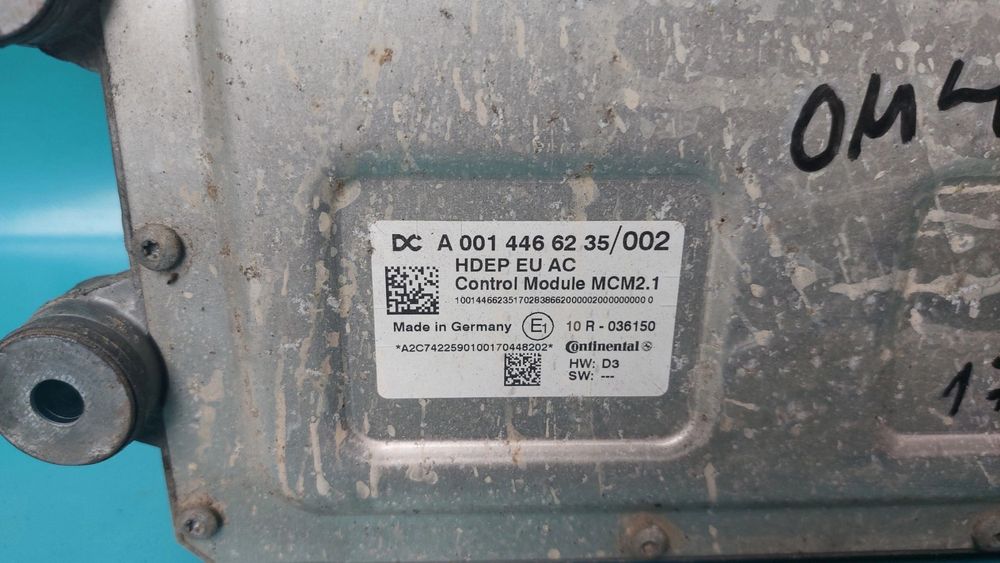 OM4
DC A 001 446 62 35/002
HDEP EU AC
Control Module MCM2.1
10014466235170283866200000200000000 0
Made in Germany E1 10 R - 036150
*A2C7422590100170448202* Continental
HW: D3
SW: ---